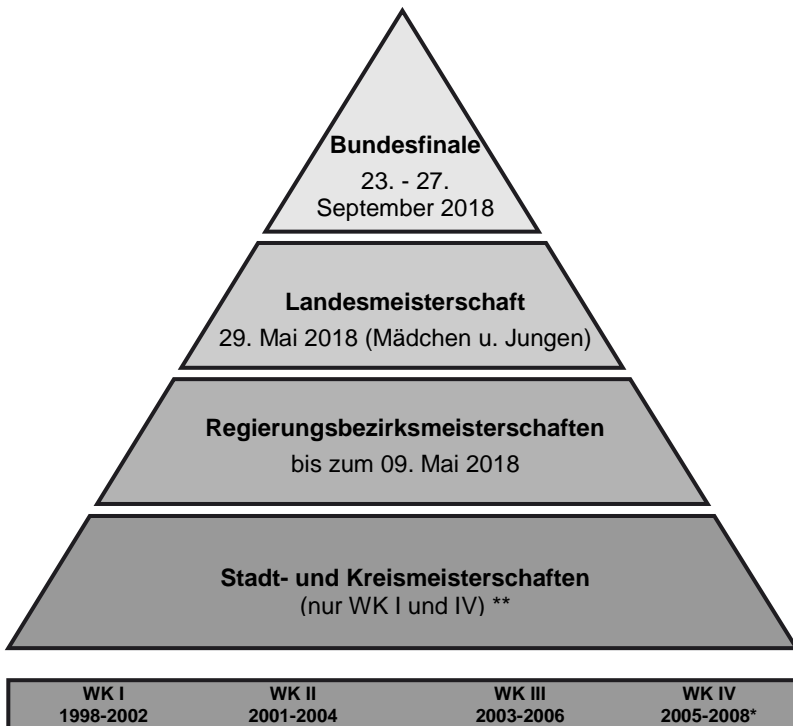 Bundesfinale
23. - 27.
September 2018
Landesmeisterschaft
29. Mai 2018 (Mädchen u. Jungen)
Regierungsbezirksmeisterschaften
bis zum 09. Mai 2018
Stadt- und Kreismeisterschaften
(nur WK I und IV) **
WK I WK II WK III WK IV
1998-2002 2001-2004 2003-2006 2005-2008*